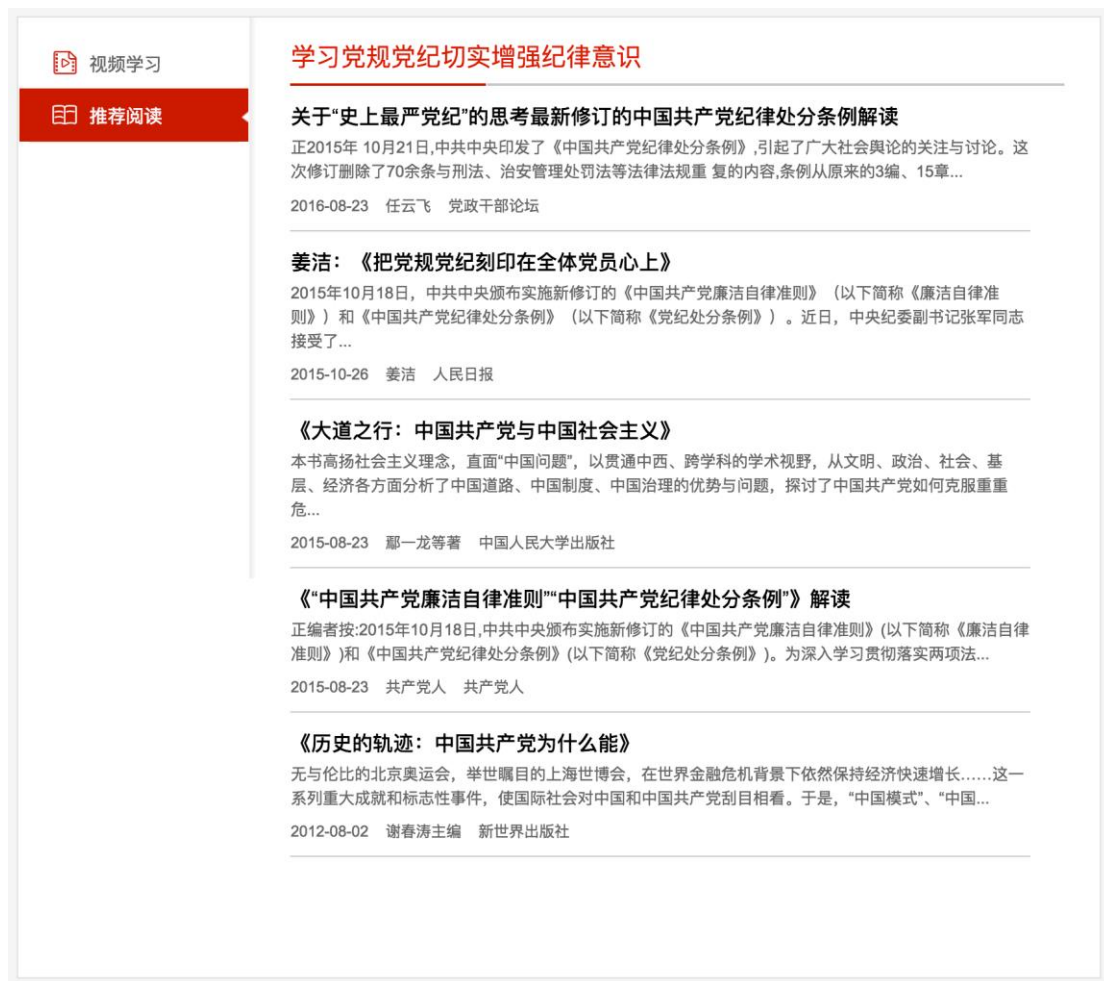 视频学习
推荐阅读
学习党规党纪切实增强纪律意识
关于“史上最严党纪”的思考最新修订的中国共产党纪律处分条例解读
正2015年 10月21日,中共中央印发了《中国共产党纪律处分条例》,引起了广大社会舆论的关注与讨论。这
次修订删除了70余条与刑法、治安管理处罚法等法律法规重 复的内容,条例从原来的3编、15章...
2016-08-23 任云飞 党政干部论坛
姜洁：《把党规党纪刻印在全体党员心上》
2015年10月18日，中共中央颁布实施新修订的《中国共产党廉洁自律准则》（以下简称《廉洁自律准
则》）和《中国共产党纪律处分条例》（以下简称《党纪处分条例》）。近日，中央纪委副书记张军同志
接受了...
2015-10-26 姜洁 人民日报
《大道之行：中国共产党与中国社会主义》
本书高扬社会主义理念，直面“中国问题”，以贯通中西、跨学科的学术视野，从文明、政治、社会、基
层、经济各方面分析了中国道路、中国制度、中国治理的优势与问题，探讨了中国共产党如何克服重重
危...
2015-08-23 鄢一龙等著 中国人民大学出版社
《“中国共产党廉洁自律准则”“中国共产党纪律处分条例”》解读
正编者按:2015年10月18日,中共中央颁布实施新修订的《中国共产党廉洁自律准则》(以下简称《廉洁自律
准则》)和《中国共产党纪律处分条例》(以下简称《党纪处分条例》)。为深入学习贯彻落实两项法...
2015-08-23 共产党人 共产党人
《历史的轨迹：中国共产党为什么能》
无与伦比的北京奥运会，举世瞩目的上海世博会，在世界金融危机背景下依然保持经济快速增长……这一
系列重大成就和标志性事件，使国际社会对中国和中国共产党刮目相看。于是，“中国模式”、“中国...
2012-08-02 谢春涛主编 新世界出版社